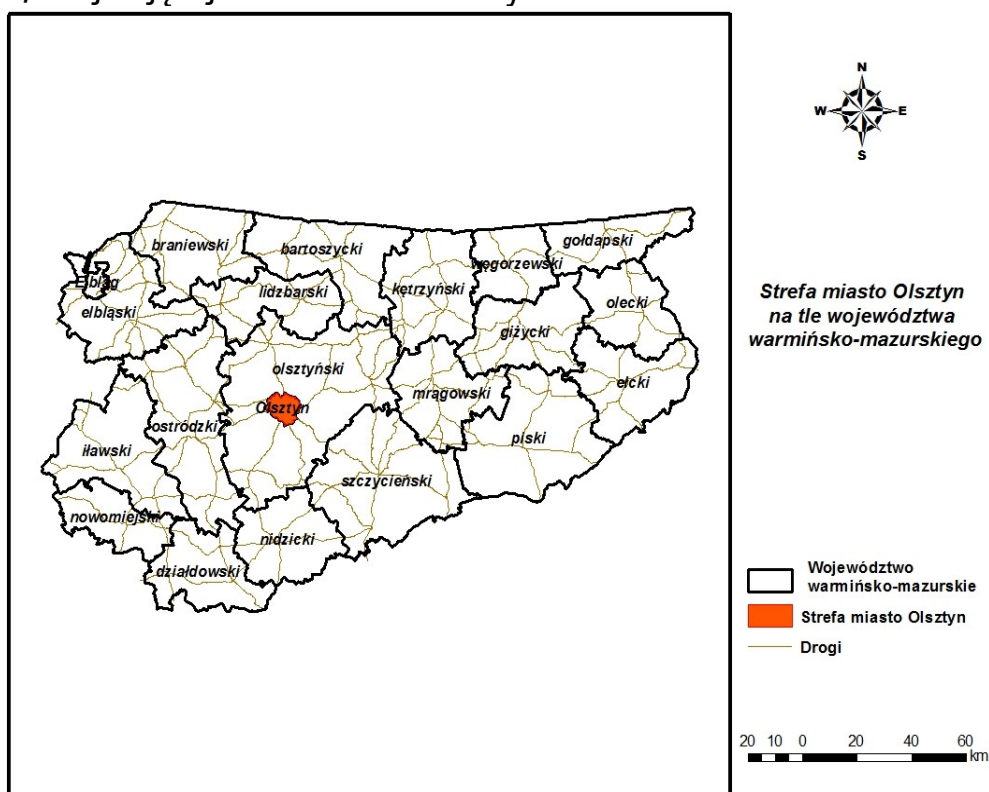 N
W E
S
braniewski
bartoszycki
gołdapski
węgorzewski
Elbląg
lidzbarski
kętrzyński
olecki
elbląski
giżycki
Strefa miasto Olsztyn
na tle województwa
warmińsko-mazurskiego
olsztyński
mrągowski
ełcki
Olsztyn
ostródzki
piski
iławski
szczycieński
nowomiejski
nidzicki
działdowski
Województwo
warmińsko-mazurskie
Strefa miasto Olsztyn
Drogi
20 10 0 20 40 60
km